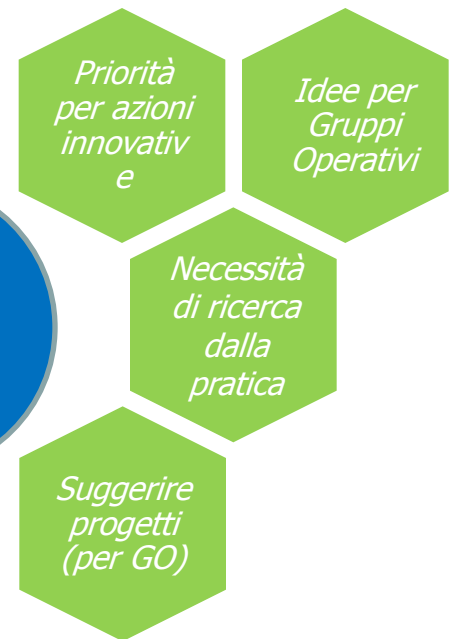 Priorità
per azioni
innovativ
e
Idee per
Gruppi
Operativi
Necessità
di ricerca
dalla
pratica
Suggerire
progetti
(per GO)